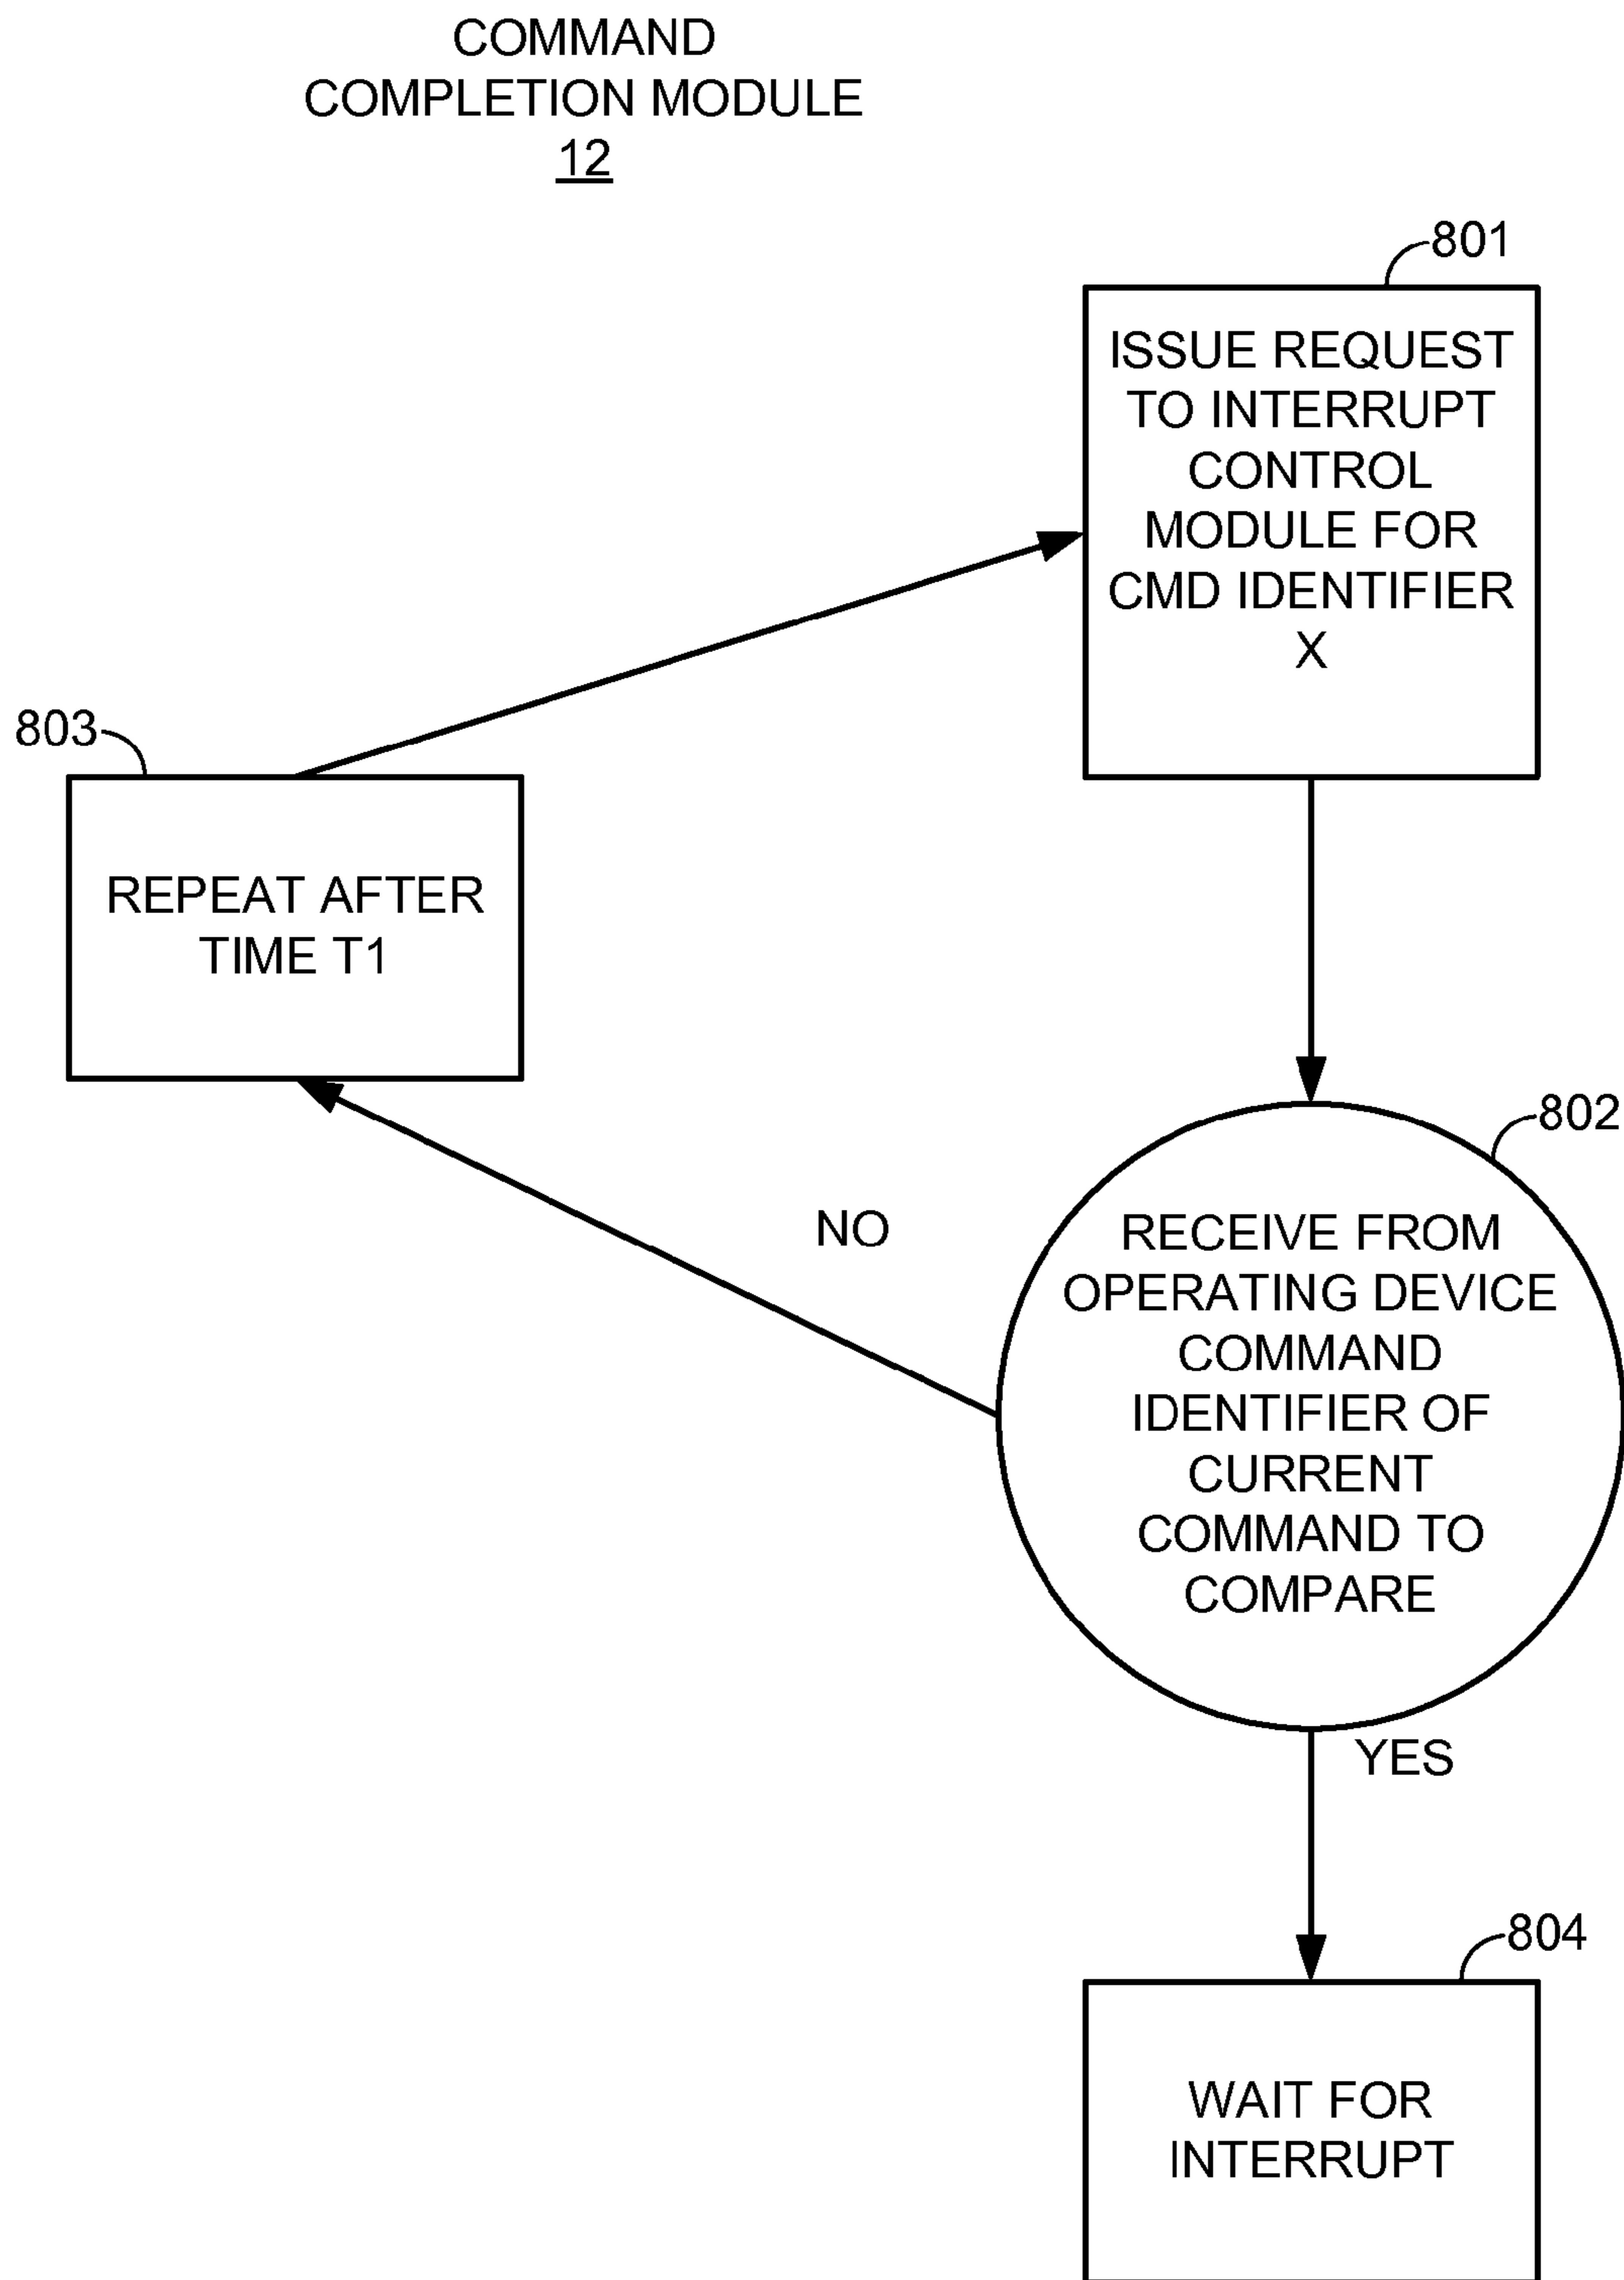 COMMAND
COMPLETION MODULE
12
801
ISSUE REQUEST
TO INTERRUPT
CONTROL
MODULE FOR
CMD IDENTIFIER
X
803
REPEAT AFTER
TIME T1
802
RECEIVE FROM
OPERATING DEVICE
COMMAND
IDENTIFIER OF
CURRENT
COMMAND TO
COMPARE
NO
YES
804
WAIT FOR
INTERRUPT